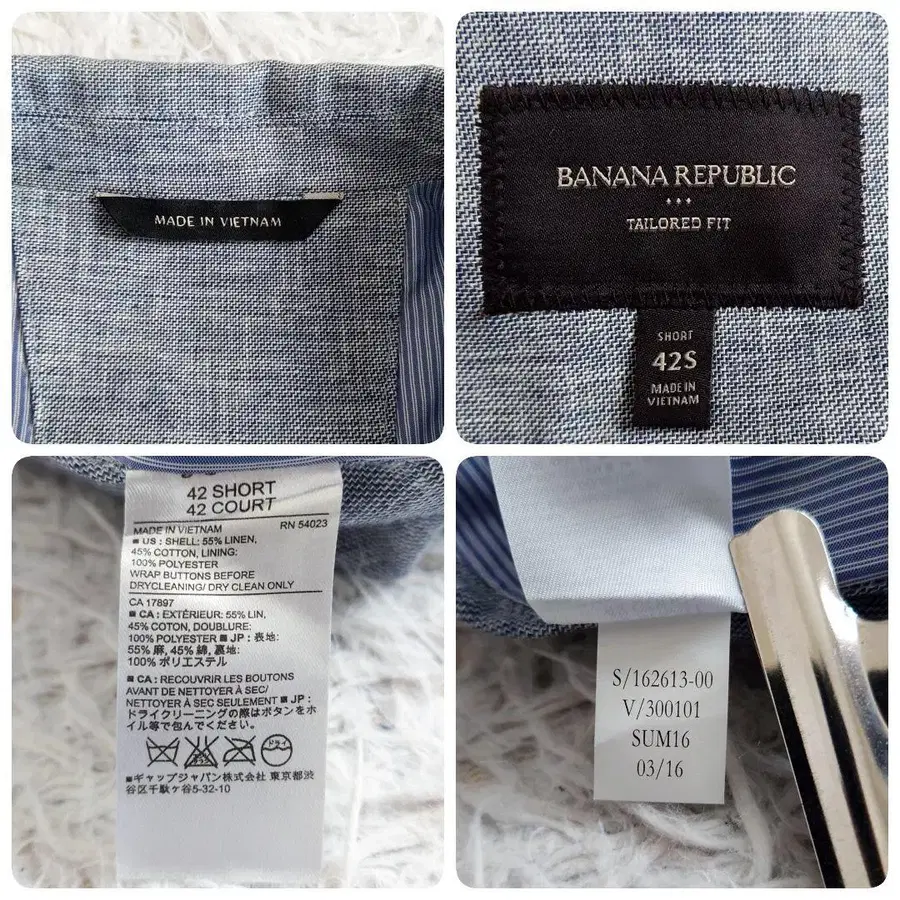 MADE IN VIETNAM
BANANA REPUBLIC
TAILORED FIT
SHORT
42S
MADE IN
VIETNAM
42 SHORT
42 COURT
MADE IN VIETNAM RN 54023
■ US : SHELL: 55% LINEN,
45% COTTON, LINING:
100% POLYESTER
WRAP BUTTONS BEFORE
DRYCLEANING/ DRY CLEAN ONLY
CA 17897
■ CA : EXTÉRIEUR: 55% LIN,
45% COTON, DOUBLURE:
100% POLYESTER ■ JP : 表地:
55% 麻, 45% 綿, 裏地:
100% ポリエステル
■ CA : RECOUVRIR LES BOUTONS
AVANT DE NETTOYER À SEC/
NETTOYER À SEC SEULEMENT ■ JP :
ドライクリーニングの際はボタンをホ
イル等で包んでください。
ドライ
■ギャップジャパン株式会社 東京都渋
谷区千駄ヶ谷5-32-10
S/162613-00
V/300101
SUM16
03/16